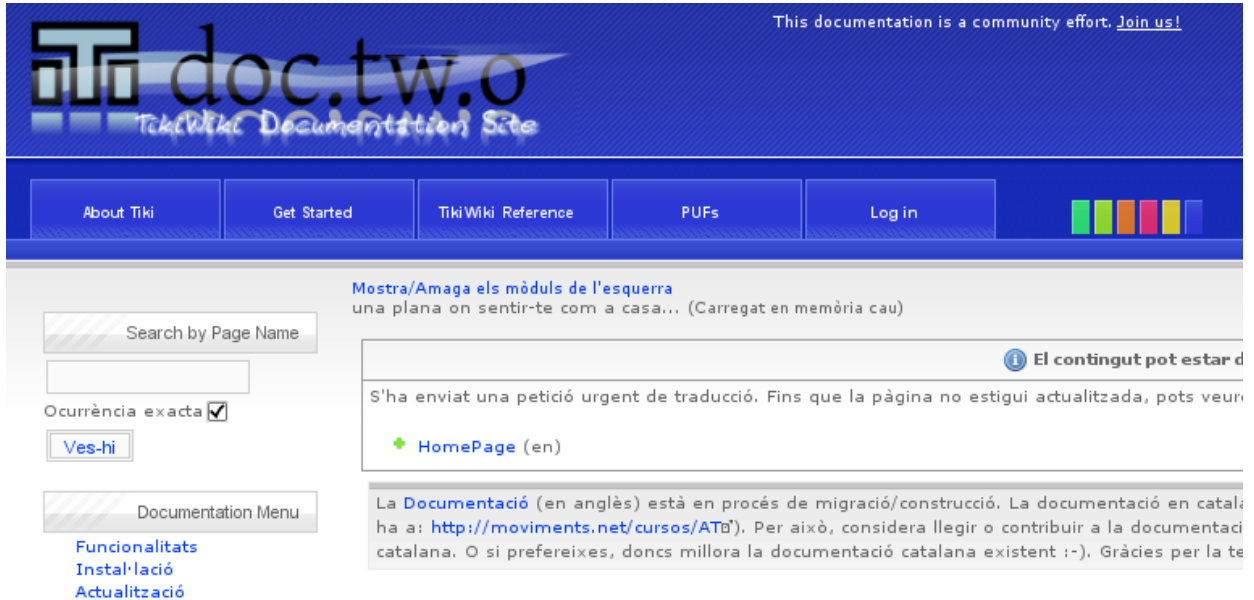 This documentation is a community effort. Join us!
doc.tw.o
TikiWiki Documentation Site
About Tiki
Get Started
TikiWiki Reference
PUFs
Log in
Mostra/Amaga els mòduls de l'esquerra
una plana on sentir-te com a casa... (Carregat en memòria cau)
Search by Page Name
Ocurrència exacta
Ves-hi
Documentation Menu
Funcionalitats
Instal·lació
Actualització
El contingut pot estar d
S'ha enviat una petició urgent de traducció. Fins que la pàgina no estigui actualitzada, pots veure
HomePage (en)
La Documentació (en anglès) està en procés de migració/construcció. La documentació en catala
ha a: http://moviments.net/cursos/AT). Per això, considera llegir o contribuir a la documentaci
catalana. O si prefereixes, doncs millora la documentació catalana existent :-). Gràcies per la te